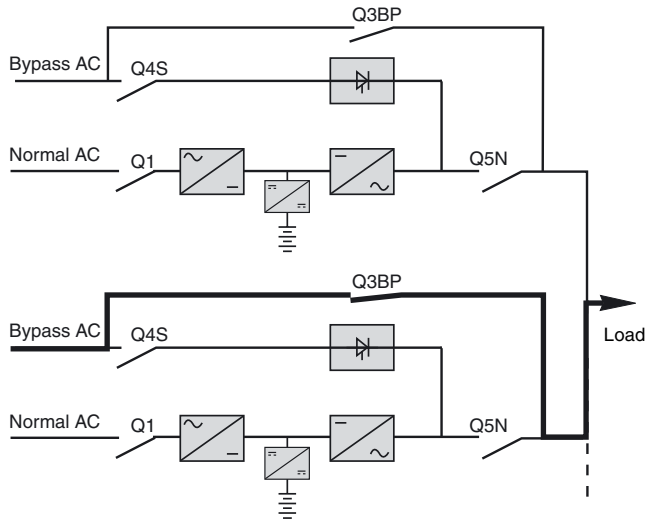 Q3BP
Bypass AC
Q4S
Normal AC
Q1
Q5N
Q3BP
Bypass AC
Q4S
Load
Normal AC
Q1
Q5N